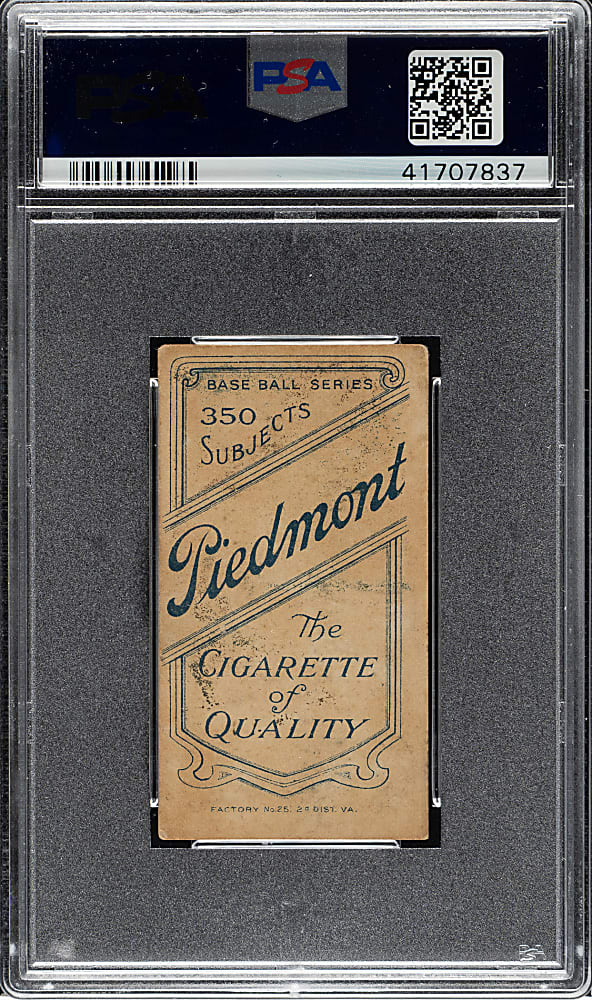 PSA
PSA
41707837
BASE BALL SERIES
350
SUBJECTS
Piedmont
The
CIGARETTE
of
QUALITY
FACTORY No. 25, 2D DIST. VA.
PSA